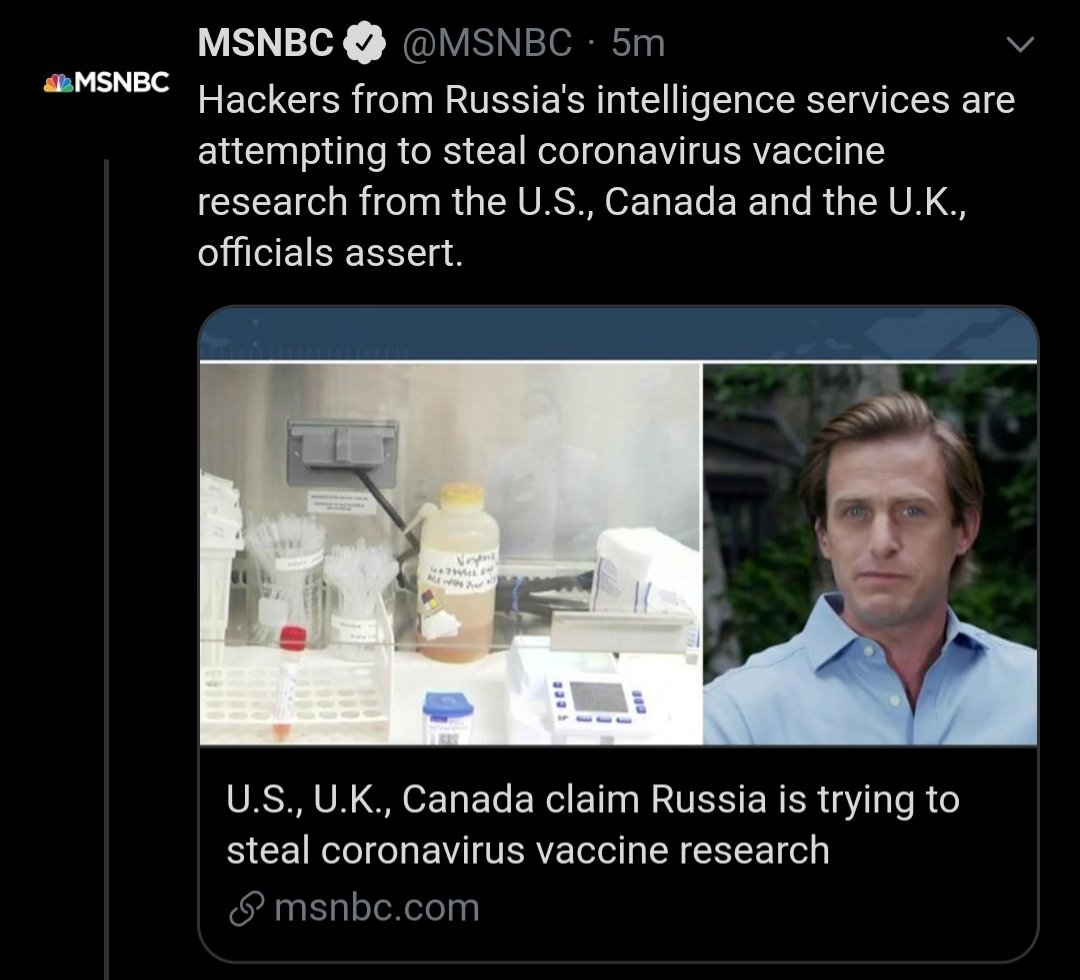 MSNBC @MSNBC · 5m
MSNBC
Hackers from Russia's intelligence services are
attempting to steal coronavirus vaccine
research from the U.S., Canada and the U.K.,
officials assert.
U.S., U.K., Canada claim Russia is trying to
steal coronavirus vaccine research
msnbc.com